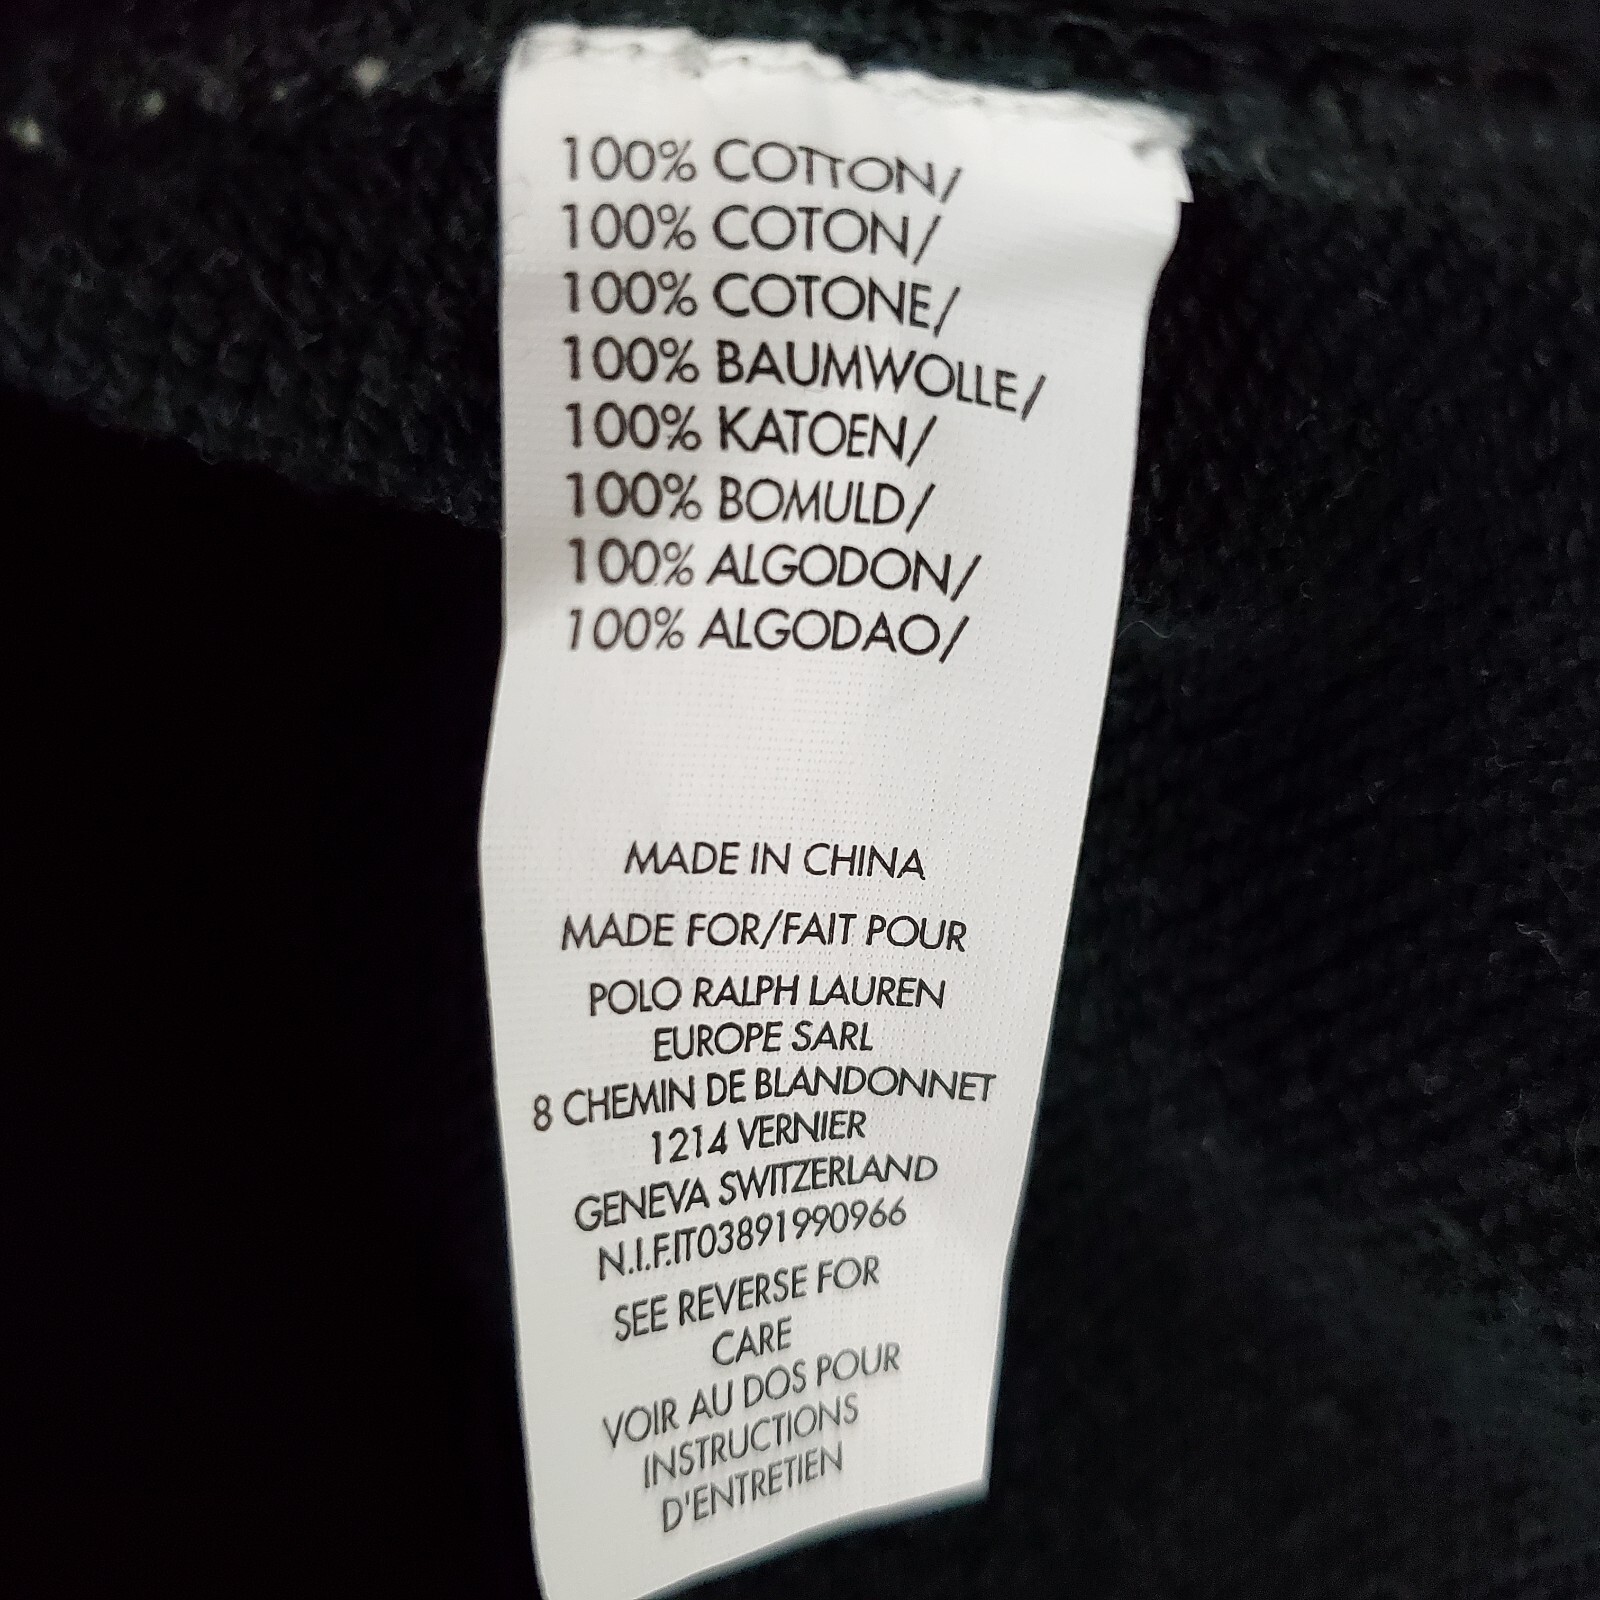 100% COTTON/
100% COTON/
100% COTONE/
100% BAUMWOLLE/
100% KATOEN/
100% BOMULD/
100% ALGODON/
100% ALGODAO/
MADE IN CHINA
MADE FOR/FAIT POUR
POLO RALPH LAUREN
EUROPE SARL
8 CHEMIN DE BLANDONNET
1214 VERNIER
GENEVA SWITZERLAND
N.I.F.IT03891990966
SEE REVERSE FOR
CARE
VOIR AU DOS POUR
INSTRUCTIONS
D'ENTRETIEN